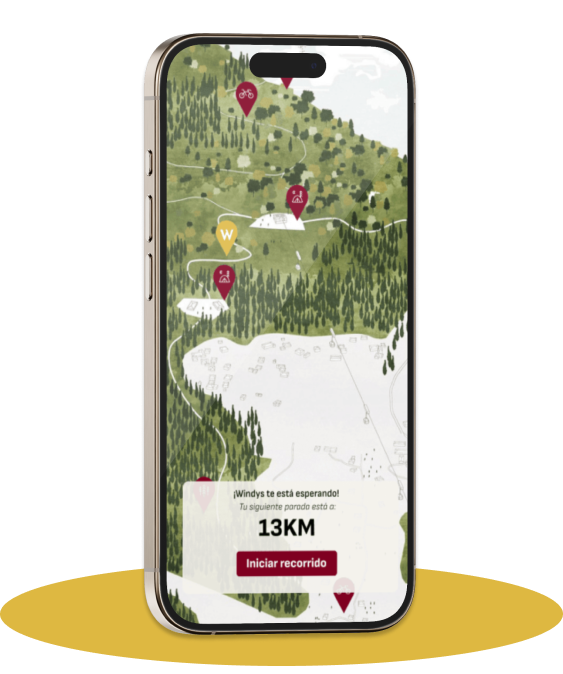 W
¡Windys te está esperando!
Tu siguiente parada está a:
13KM
Iniciar recorrido